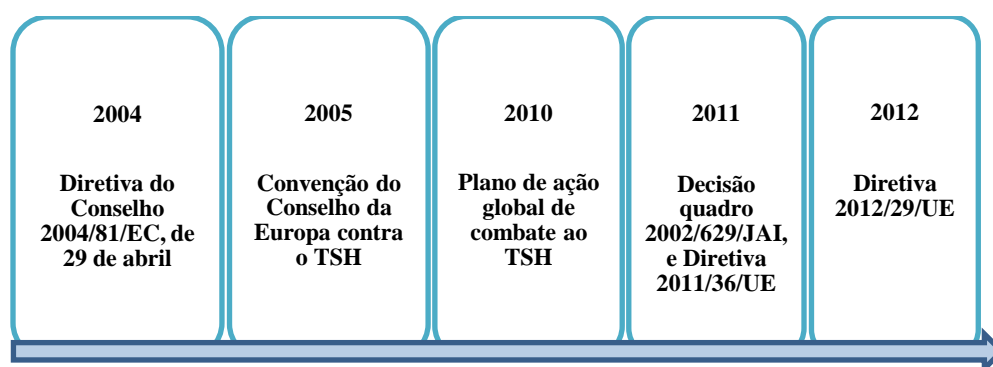 2004
Diretiva do
Conselho
2004/81/EC, de
29 de abril
2005
Convenção do
Conselho da
Europa contra
o TSH
2010
Plano de ação
global de
combate ao
TSH
2011
Decisão
quadro
2002/629/JAI,
e Diretiva
2011/36/UE
2012
Diretiva
2012/29/UE